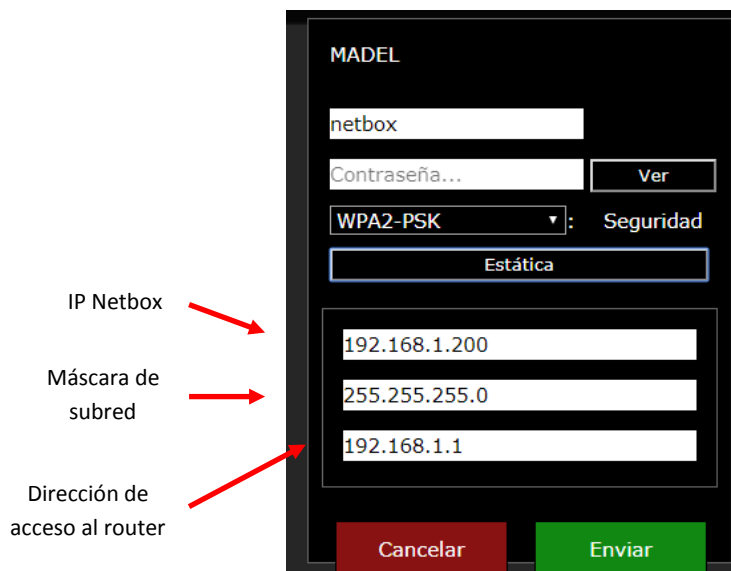 MADEL
netbox
Contraseña...
Ver
WPA2-PSK
:
Seguridad
Estática
IP Netbox
192.168.1.200
Máscara de
subred
255.255.255.0
192.168.1.1
Dirección de
acceso al router
Cancelar
Enviar